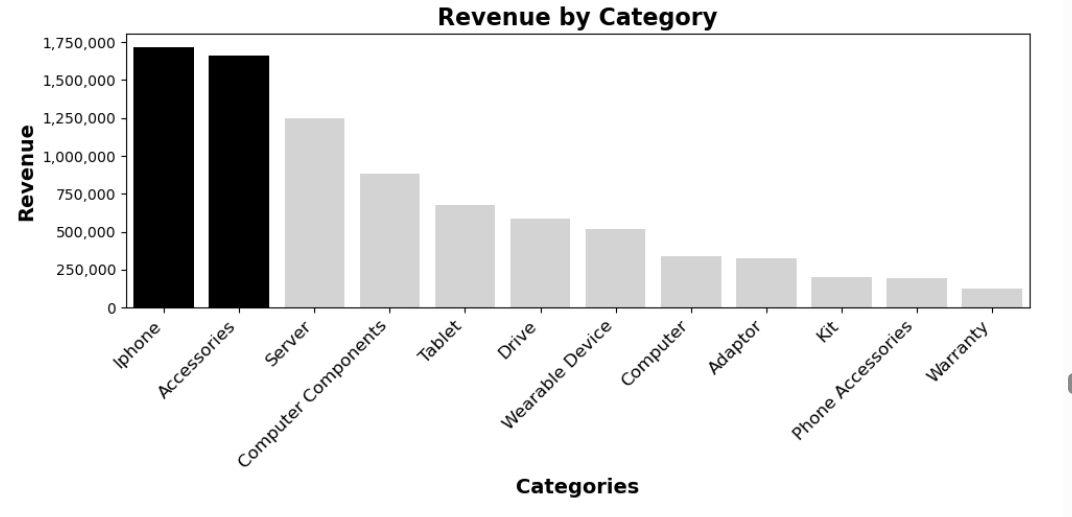 Revenue by Category
Revenue
1,750,000
1,500,000
1,250,000
1,000,000
750,000
500,000
250,000
0
Iphone
Accessories
Server
Computer Components
Tablet
Drive
Wearable Device
Computer
Adaptor
Kit
Phone Accessories
Warranty
Categories